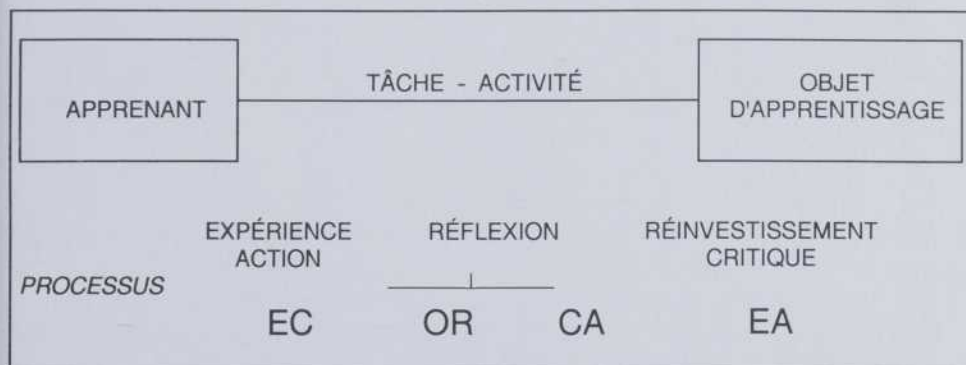 APPRENANT
TÂCHE - ACTIVITÉ
OBJET
D'APPRENTISSAGE
EXPÉRIENCE
ACTION
RÉFLEXION
RÉINVESTISSEMENT
CRITIQUE
PROCESSUS
EC OR CA EA